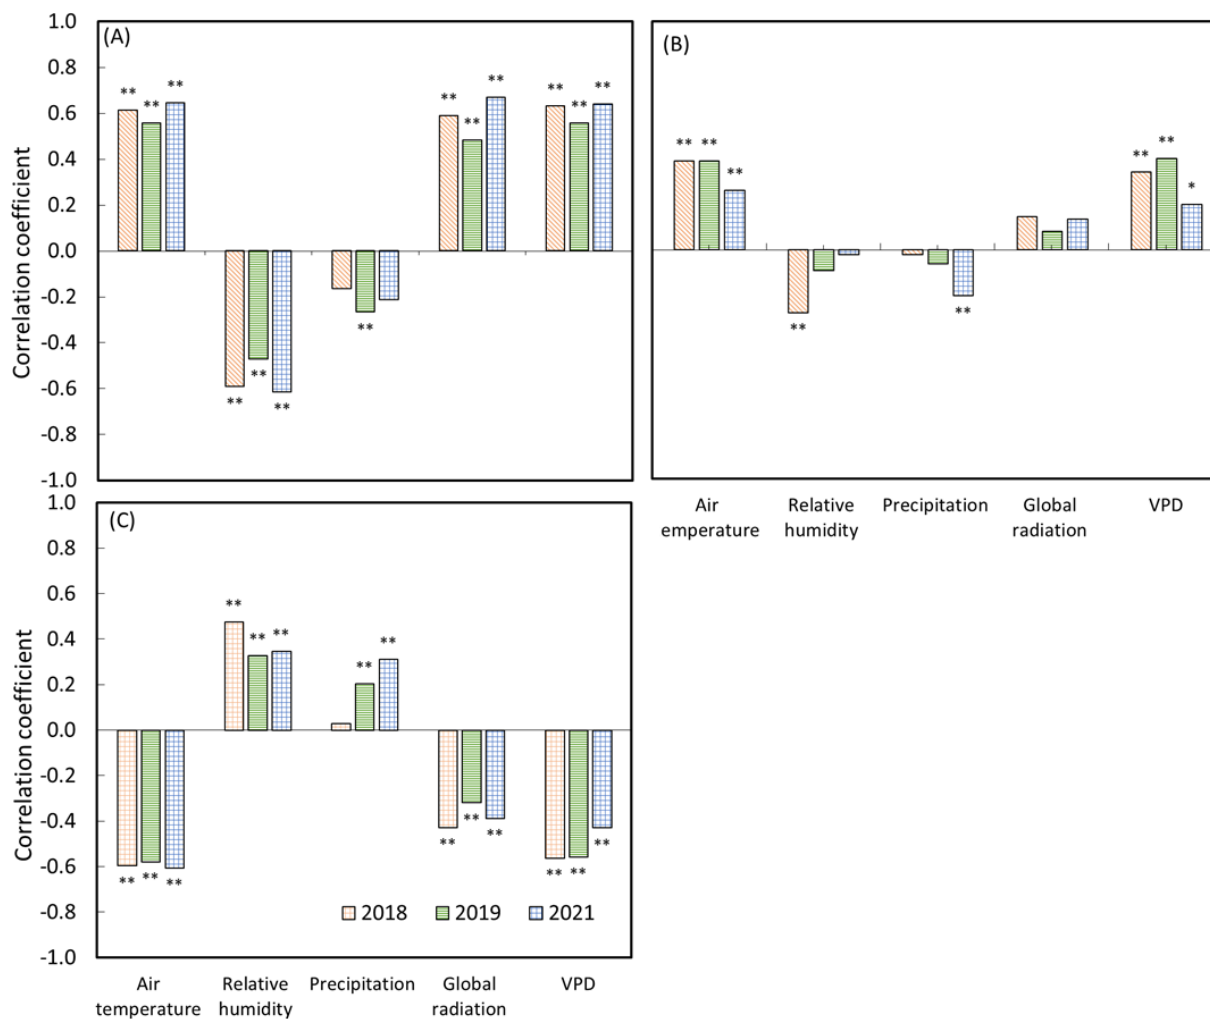 Correlation coefficient
1.0
0.8
0.6
0.4
0.2
0.0
-0.2
-0.4
-0.6
-0.8
-1.0
(A)
** ** **
** ** **
**
** ** **
** ** **
(B)
** ** **
**
**
** ** *
Air
emperature
Relative
humidity
Precipitation
Global
radiation
VPD
Correlation coefficient
1.0
0.8
0.6
0.4
0.2
0.0
-0.2
-0.4
-0.6
-0.8
-1.0
(C)
** ** **
** ** **
** **
** ** **
** ** **
2018 2019 2021
Air
temperature
Relative
humidity
Precipitation
Global
radiation
VPD